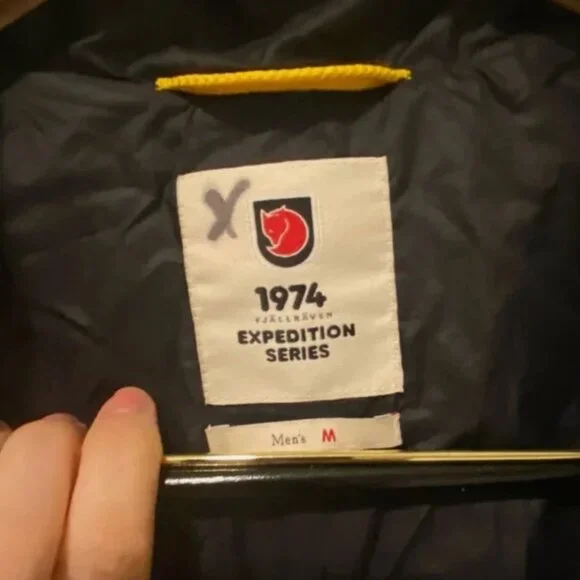 X
1974
FJÄLLRÄVEN
EXPEDITION
SERIES
Men's M